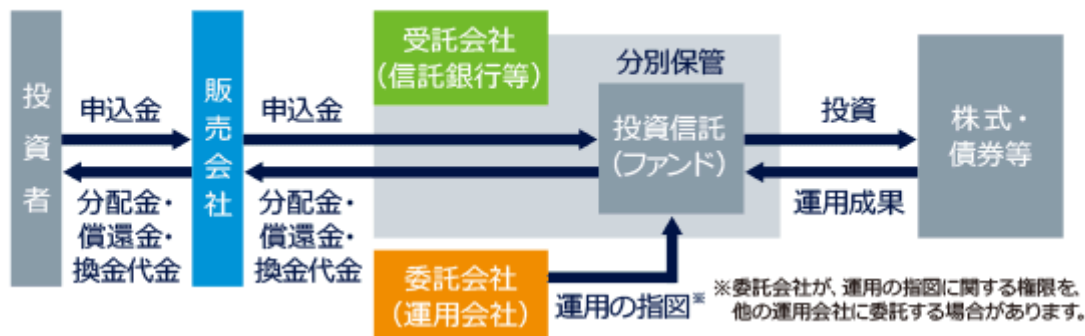 投資者
申込金
分配金・
償還金・
換金代金
販売会社
申込金
分配金・
償還金・
換金代金
受託会社
(信託銀行等)
分別保管
投資信託
(ファンド)
委託会社
(運用会社)
運用の指図※
投資
運用成果
株式・
債券等
※委託会社が、運用の指図に関する権限を、
他の運用会社に委託する場合があります。